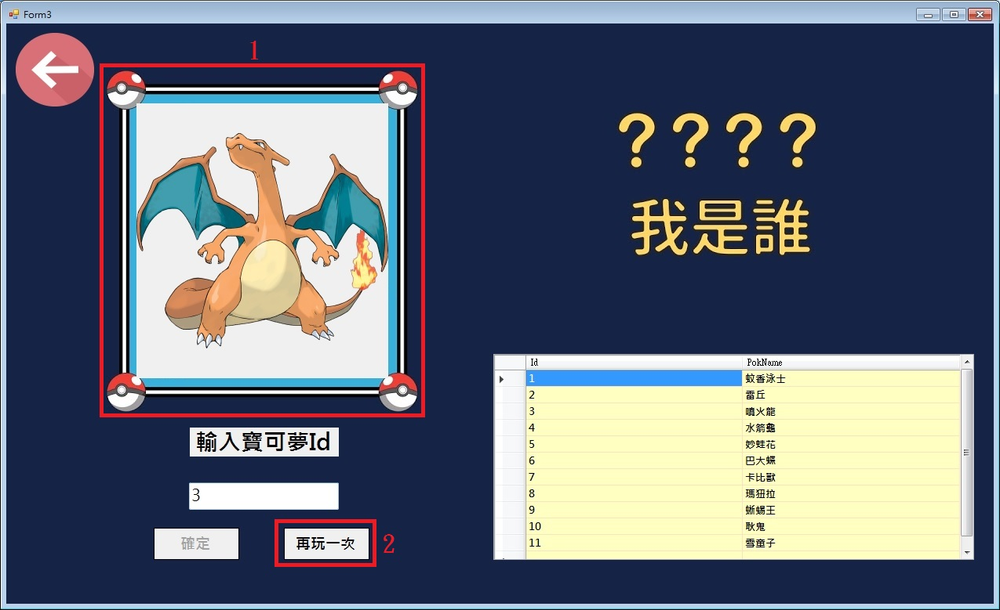 Form3
1
????
我是誰
輸入寶可夢Id
3
確定
再玩一次
2
Id PokName
1 蚊香泳士
2 雷丘
3 噴火龍
4 水箭龜
5 妙蛙花
6 巴大蝶
7 卡比獸
8 瑪狃拉
9 蜥蜴王
10 耿鬼
11 雪童子